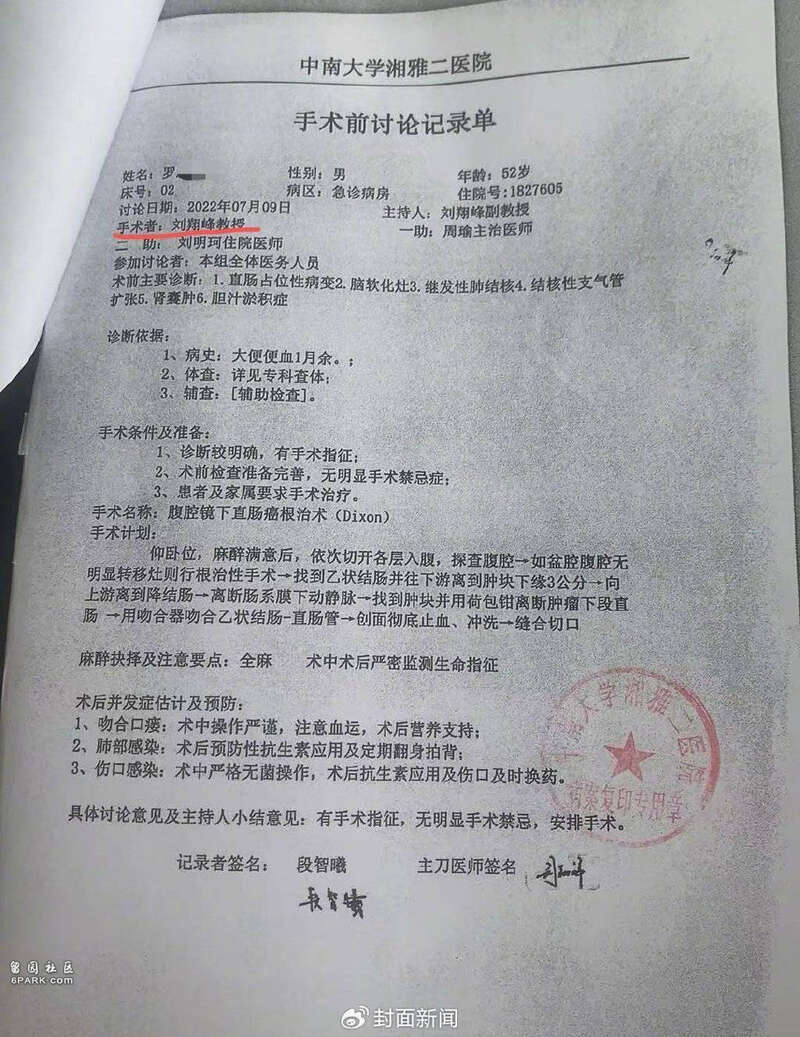 中南大学湘雅二医院
手术前讨论记录单
姓名：罗 性别：男 年龄：52岁
床号：02 病区：急诊病房 住院号：1827605
讨论日期：2022年07月09日 主持人：刘翔峰副教授
手术者：刘翔峰教授 一助：周瑜主治医师
二 助：刘明珂住院医师
参加讨论者：本组全体医务人员
术前主要诊断：1.直肠占位性病变2.脑软化灶3.继发性肺结核4.结核性支气管
扩张5.肾囊肿6.胆汁淤积症
诊断依据：
1、病史：大便便血1月余。；
2、体查：详见专科查体；
3、辅查：[辅助检查]。
手术条件及准备：
1、诊断较明确，有手术指征；
2、术前检查准备完善，无明显手术禁忌症；
3、患者及家属要求手术治疗。
手术名称：腹腔镜下直肠癌根治术（Dixon）
手术计划：
仰卧位，麻醉满意后，依次切开各层入腹，探查腹腔→如盆腔腹腔无
明显转移灶则行根治性手术→找到乙状结肠并往下游离到肿块下缘3公分→向
上游离到降结肠→离断肠系膜下动静脉→找到肿块并用荷包钳离断肿瘤下段直
肠 →用吻合器吻合乙状结肠-直肠管→创面彻底止血、冲洗→缝合切口
麻醉抉择及注意要点：全麻 术中术后严密监测生命指征
术后并发症估计及预防：
1、吻合口瘘：术中操作严谨，注意血运，术后营养支持；
2、肺部感染：术后预防性抗生素应用及定期翻身拍背；
3、伤口感染：术中严格无菌操作，术后抗生素应用及伤口及时换药。
具体讨论意见及主持人小结意见：有手术指征，无明显手术禁忌，安排手术。
记录者签名： 段智曦 主刀医师签名
段智曦
中南大学湘雅二医院
病案复印专用章
留园社区
6PARK.COM
封面新闻